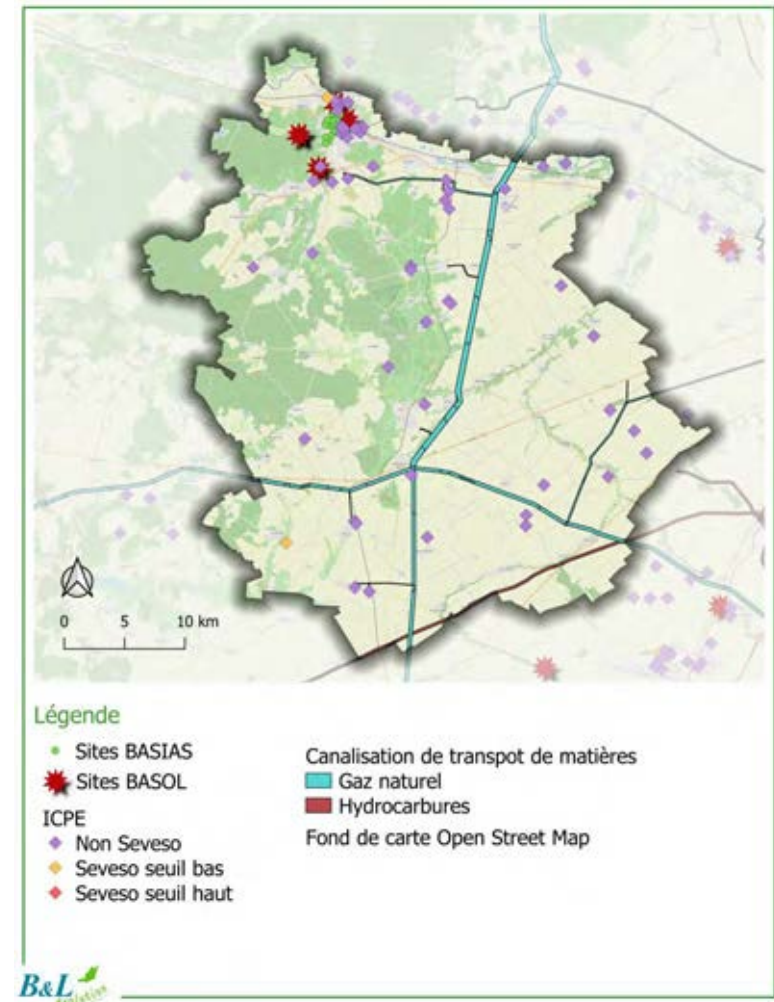 0 5 10 km
Légende
Sites BASIAS
Sites BASOL
ICPE
Non Seveso
Seveso seuil bas
Seveso seuil haut
Canalisation de transpot de matières
Gaz naturel
Hydrocarbures
Fond de carte Open Street Map
B&L